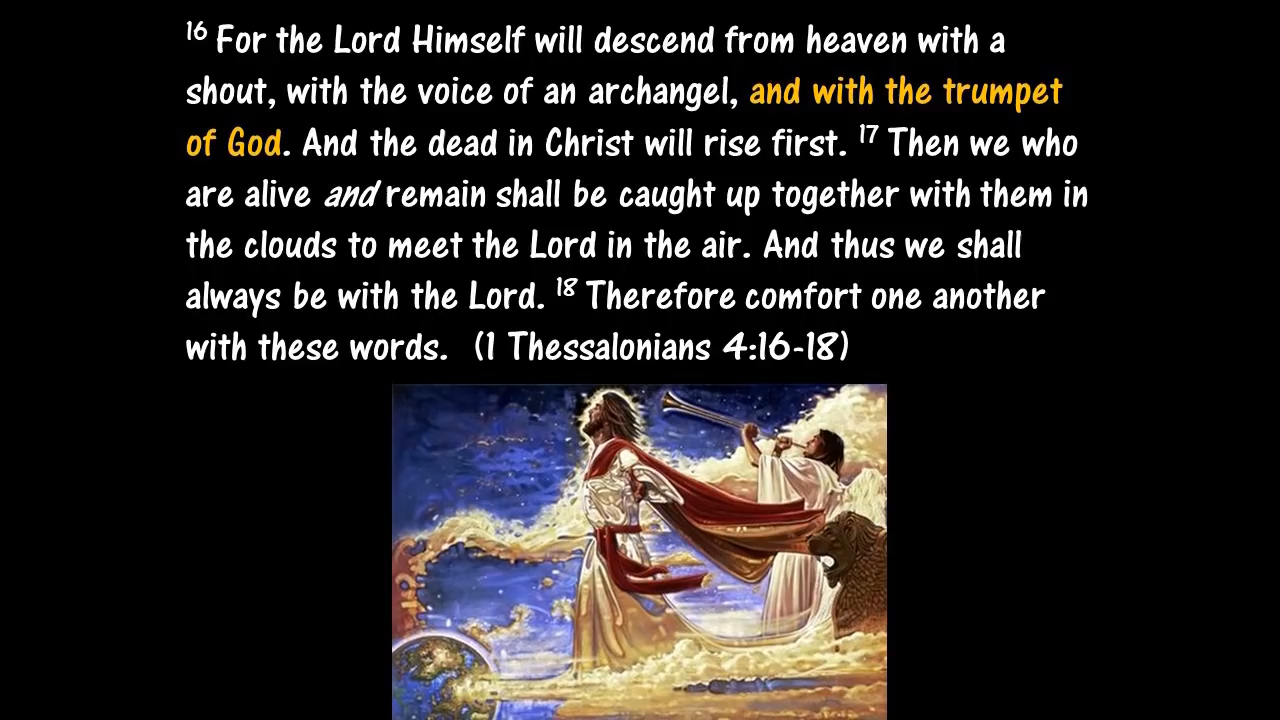 16 For the Lord Himself will descend from heaven with a
shout, with the voice of an archangel, and with the trumpet
of God. And the dead in Christ will rise first. 17 Then we who
are alive and remain shall be caught up together with them in
the clouds to meet the Lord in the air. And thus we shall
always be with the Lord. 18 Therefore comfort one another
with these words. (1 Thessalonians 4:16-18)